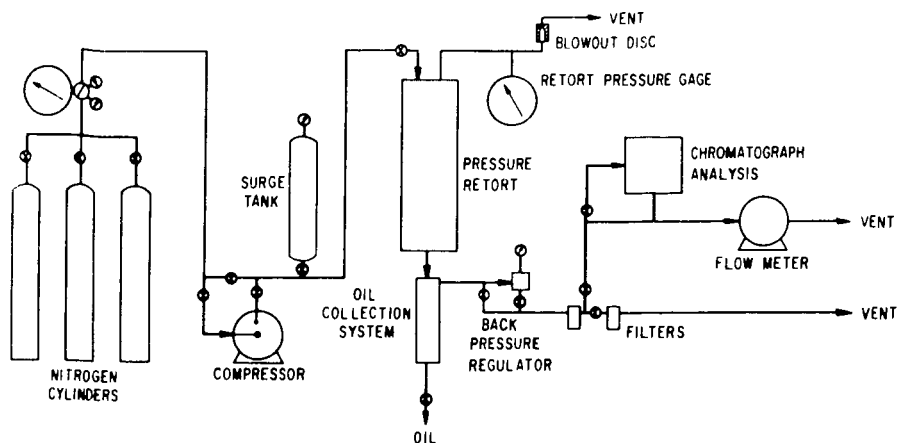 VENT
BLOWOUT DISC
RETORT PRESSURE GAGE
CHROMATOGRAPH
ANALYSIS
PRESSURE
RETORT
SURGE
TANK
VENT
FLOW METER
OIL
COLLECTION
SYSTEM
BACK
PRESSURE
REGULATOR
FILTERS
VENT
NITROGEN
CYLINDERS
COMPRESSOR
OIL